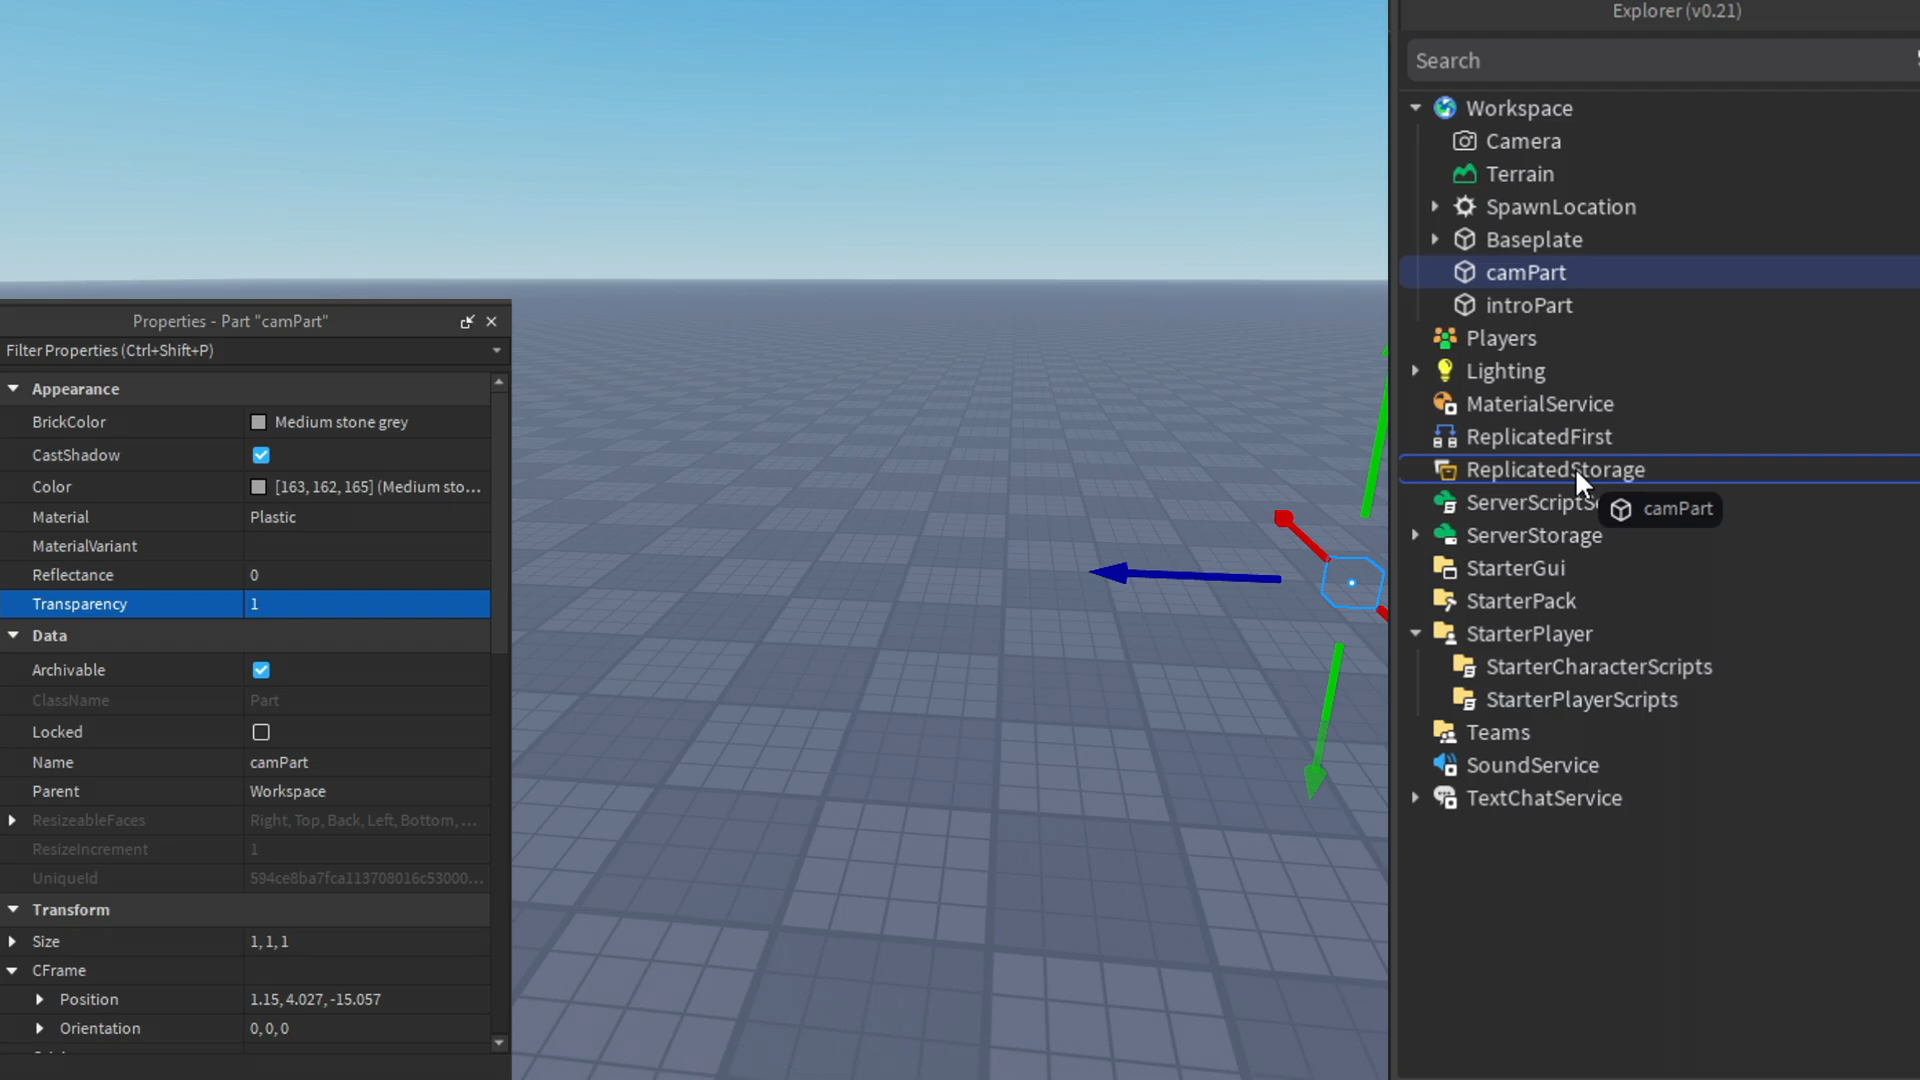 Properties - Part "camPart"
Filter Properties (Ctrl+Shift+P)
Appearance
BrickColor Medium stone grey
CastShadow
Color [163, 162, 165] (Medium sto...
Material Plastic
MaterialVariant
Reflectance 0
Transparency 1
Data
Archivable
ClassName Part
Locked
Name camPart
Parent Workspace
ResizeableFaces Right, Top, Back, Left, Bottom, ...
ResizeIncrement 1
UniqueId 594ce8ba7fca113708016c53000...
Transform
Size 1, 1, 1
CFrame
Position 1.15, 4.027, -15.057
Orientation 0, 0, 0
Explorer (v0.21)
Search
Workspace
Camera
Terrain
SpawnLocation
Baseplate
camPart
introPart
Players
Lighting
MaterialService
ReplicatedFirst
ReplicatedStorage
ServerScriptS
camPart
ServerStorage
StarterGui
StarterPack
StarterPlayer
StarterCharacterScripts
StarterPlayerScripts
Teams
SoundService
TextChatService